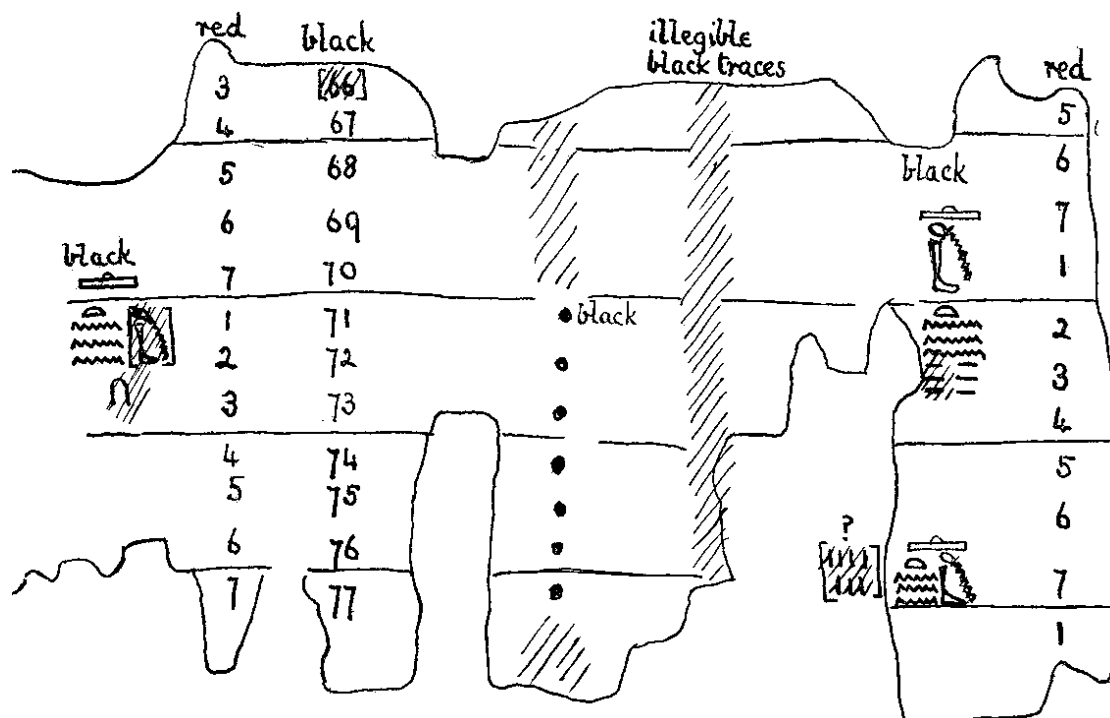 red black
illegible
black traces
red
3 [66] 5
4 67
5 68 black 6
6 69 7
black
7 70 1
1 71 black 2
2 72 3
3 73 4
4 74 5
5 75 6
?
6 76 7
7 77 1